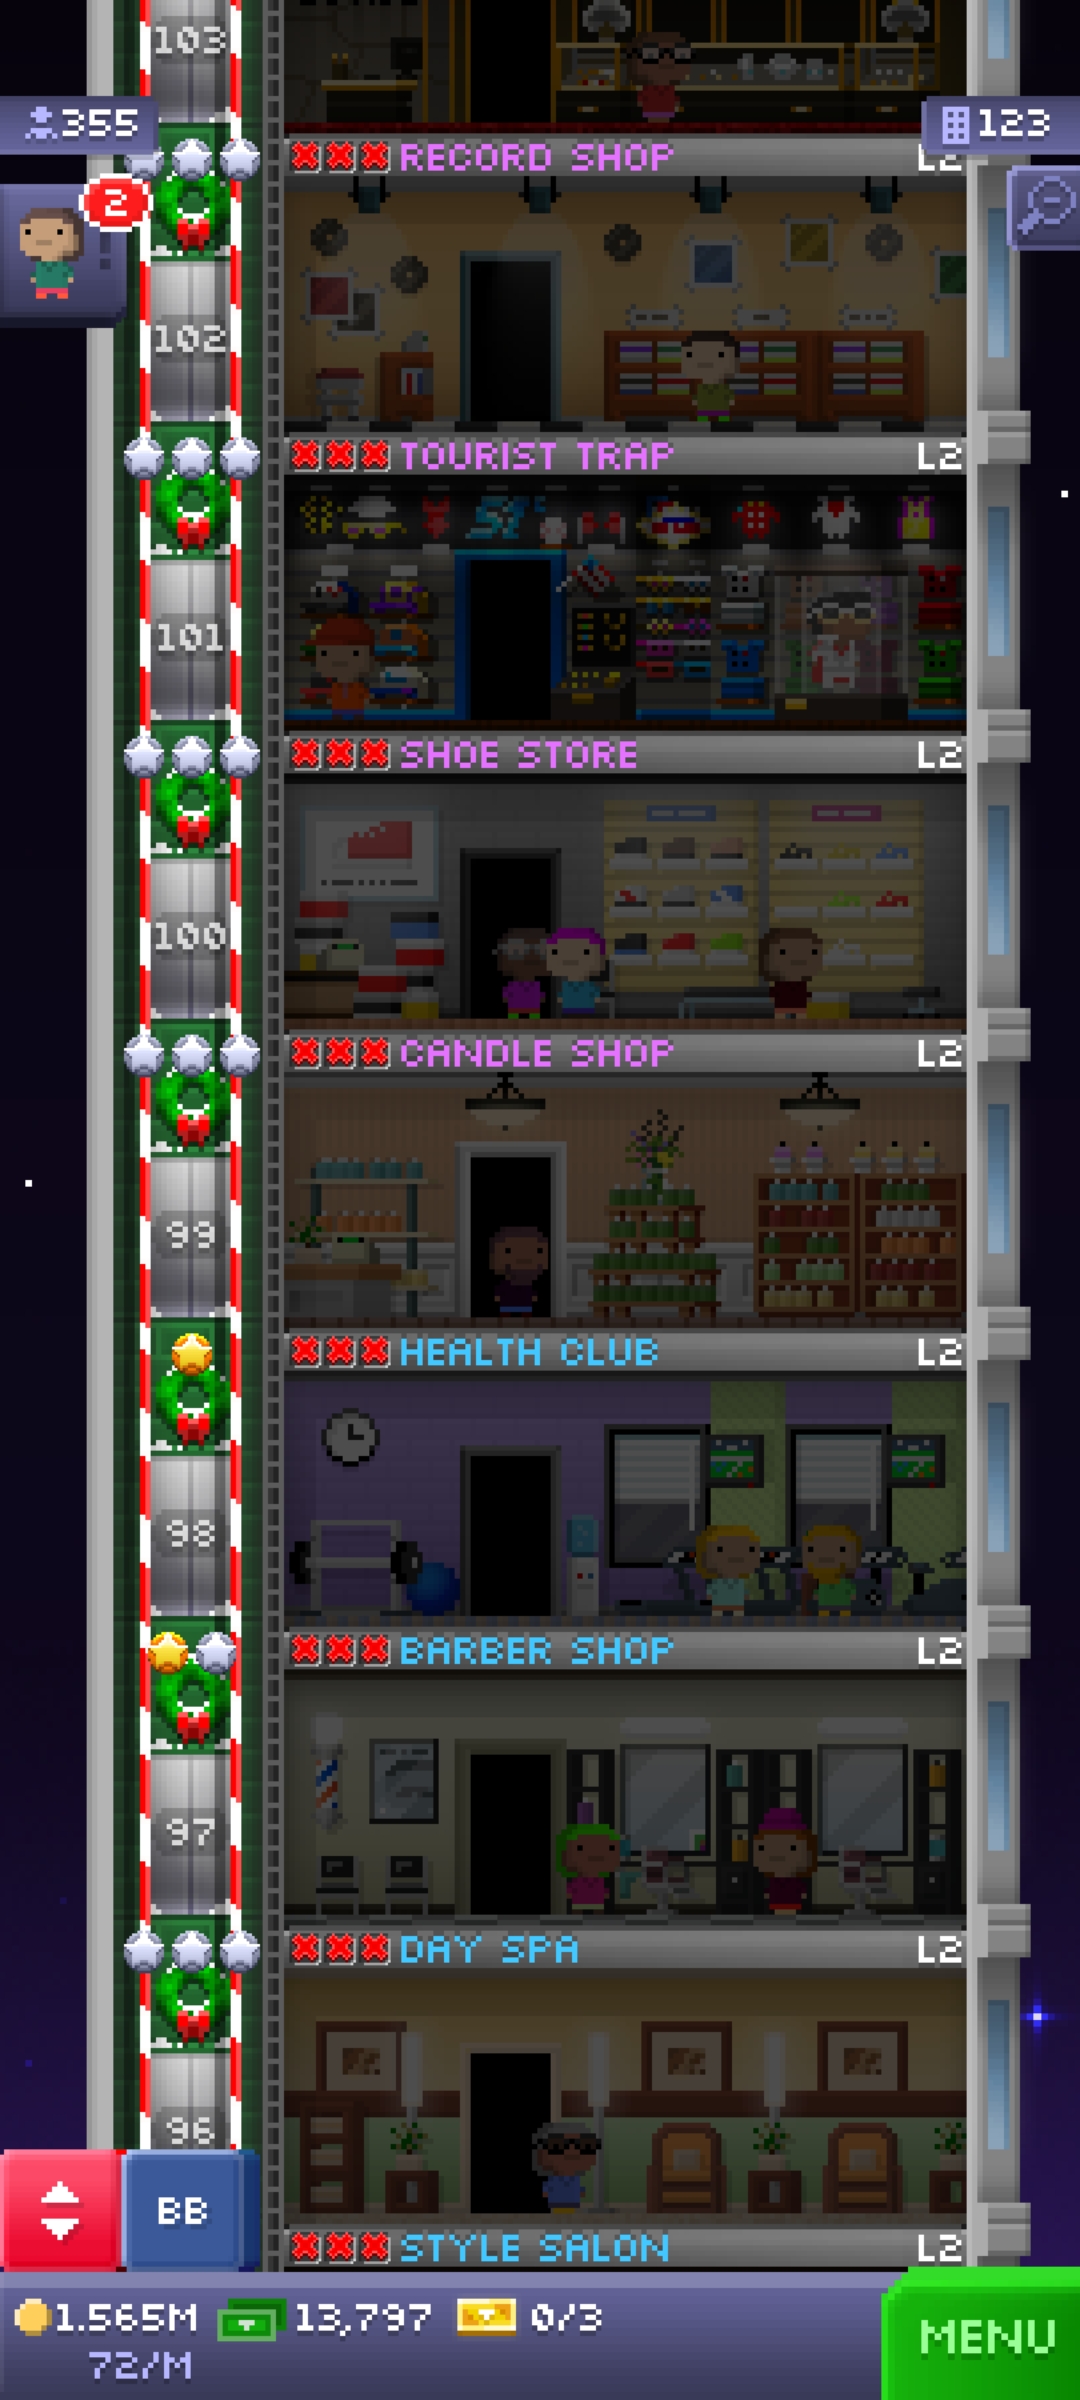 103
355
123
RECORD SHOP L2
2
102
TOURIST TRAP L2
101
SHOE STORE L2
100
CANDLE SHOP L2
99
HEALTH CLUB L2
98
BARBER SHOP L2
97
DAY SPA L2
96
BB
STYLE SALON L2
1.565M 13,797 0/3
72/M
MENU